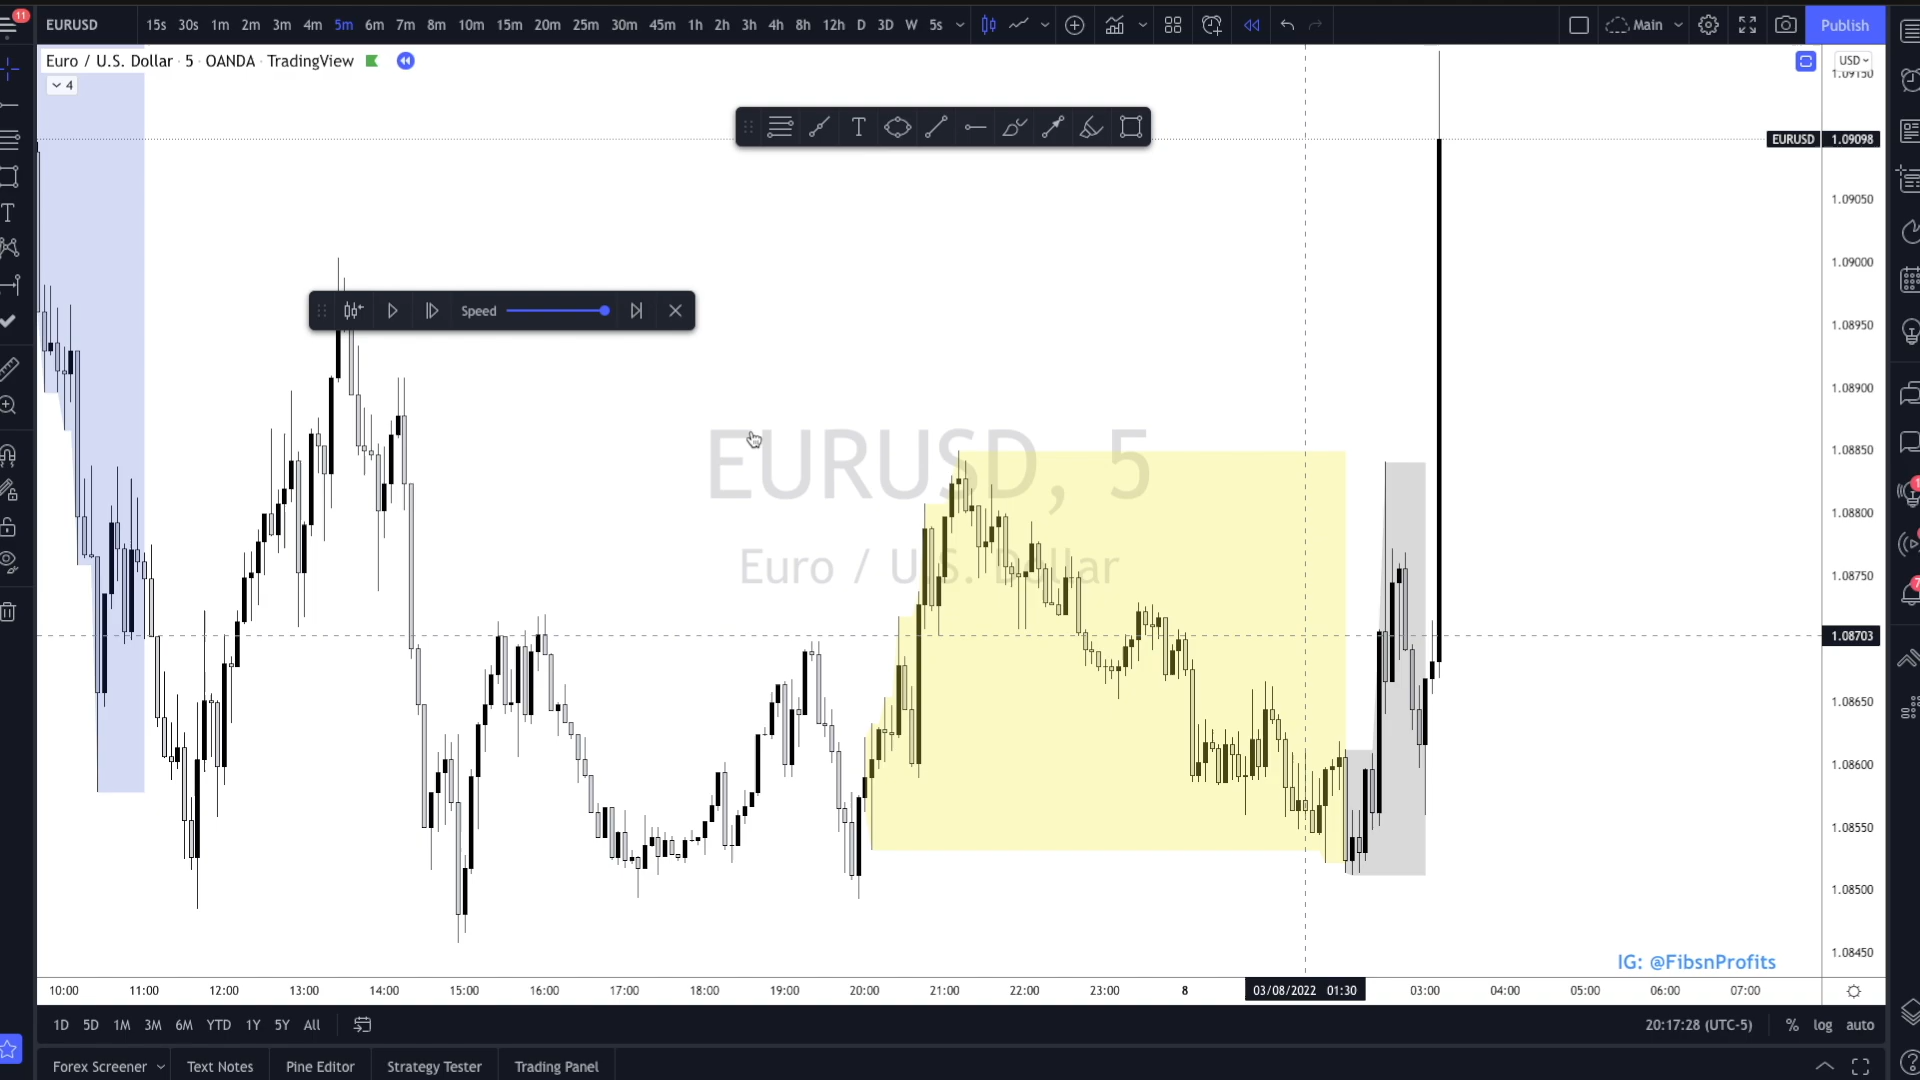 11
EURUSD 15s 30s 1m 2m 3m 4m 5m 6m 7m 8m 10m 15m 20m 30m 45m 1h 2h 3h 4h 8h 12h D 3D W 5s Main Publish
Euro / U.S. Dollar · 5 · OANDA · TradingView
USD
4
1.09150
EURUSD 1.09098
1.09050
1.09000
Speed
1.08950
1.08900
1.08850
EURUSD, 5
1.08800
Euro / U.S. Dollar
1.08750
1.08703
1.08650
1.08600
1.08550
1.08500
1.08450
IG: @FibsnProfits
10:00 11:00 12:00 13:00 14:00 15:00 16:00 17:00 18:00 19:00 20:00 21:00 22:00 23:00 8 03/08/2022 01:30 03:00 04:00 05:00 06:00 07:00
1D 5D 1M 3M 6M YTD 1Y 5Y All 20:17:28 (UTC-5) % log auto
Forex Screener Text Notes Pine Editor Strategy Tester Trading Panel